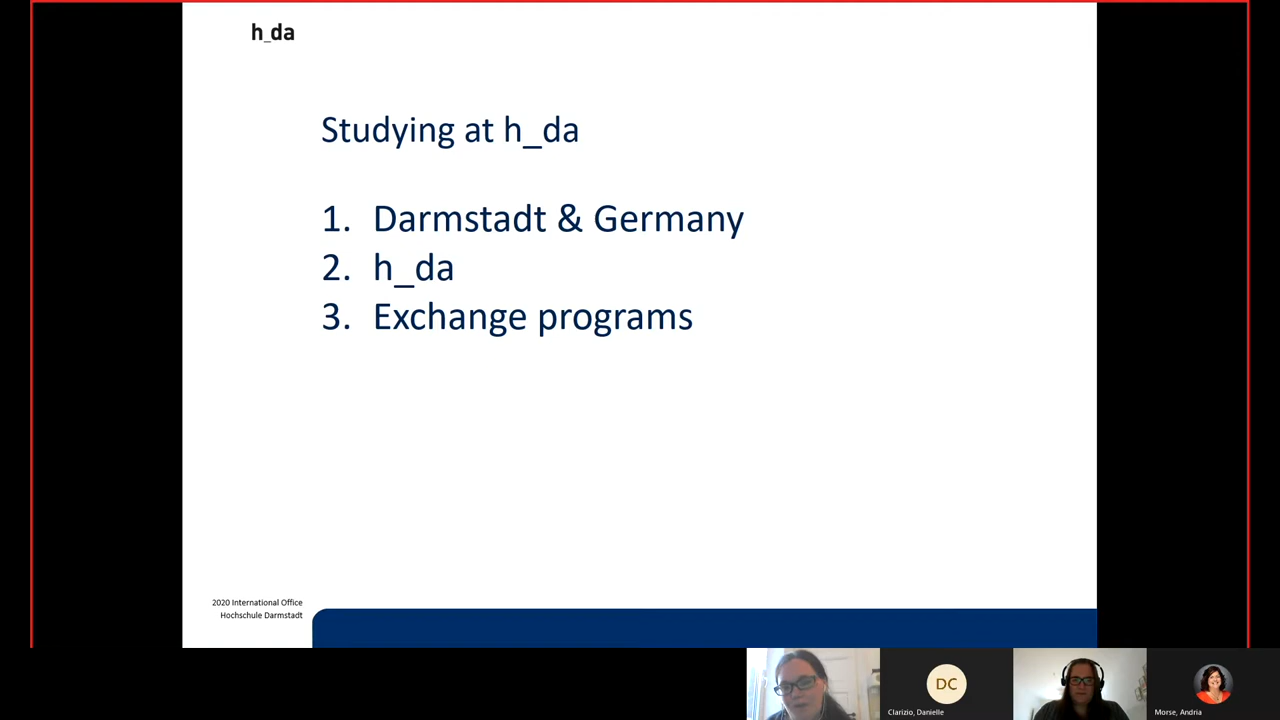 h_da
Studying at h_da
1. Darmstadt & Germany
2. h_da
3. Exchange programs
2020 International Office
Hochschule Darmstadt
DC
Clarizio, Danielle
Morse, Andria